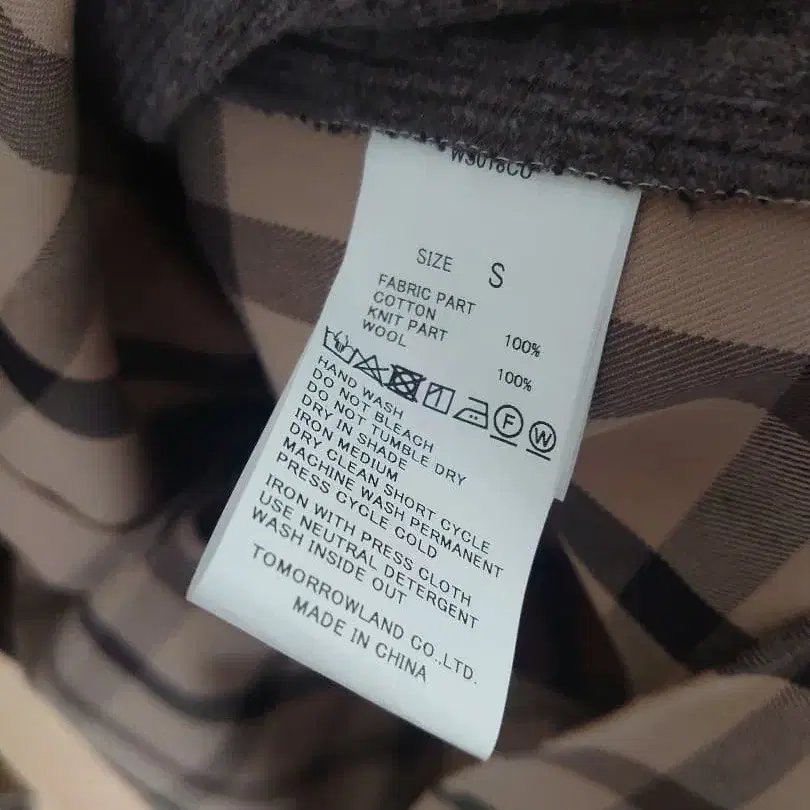 SIZE S
FABRIC PART
COTTON 100%
KNIT PART
WOOL 100%
F W
HAND WASH
DO NOT BLEACH
DO NOT TUMBLE DRY
DRY IN SHADE
IRON MEDIUM
DRY CLEAN SHORT CYCLE
MACHINE WASH PERMANENT
PRESS CYCLE COLD
IRON WITH PRESS CLOTH
USE NEUTRAL DETERGENT
WASH INSIDE OUT
TOMORROWLAND CO.,LTD.
MADE IN CHINA